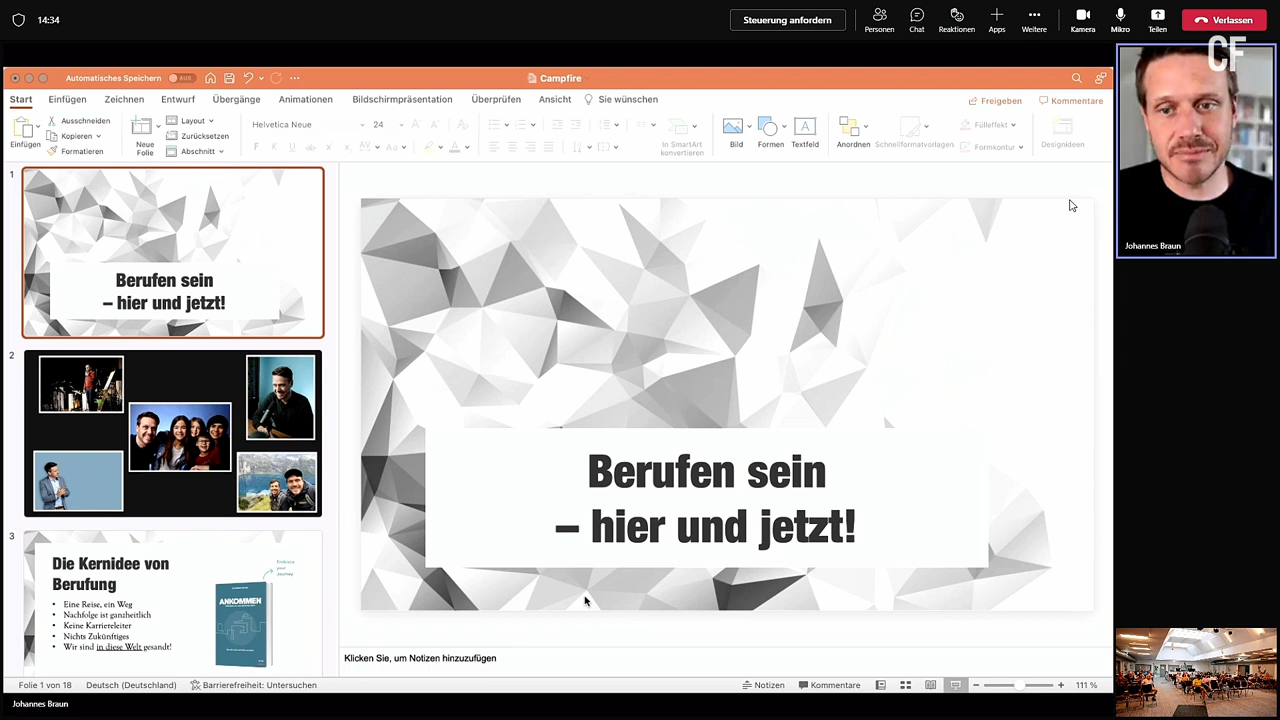 14:34
Steuerung anfordern
Personen
Chat
Reaktionen
Apps
Weitere
Kamera
Mikro
Teilen
Verlassen
CF
Automatisches Speichern
AUS
Campfire
Start
Einfügen
Zeichnen
Entwurf
Übergänge
Animationen
Bildschirmpräsentation
Überprüfen
Ansicht
Sie wünschen
Freigeben
Kommentare
Einfügen
Ausschneiden
Kopieren
Formatieren
Neue
Folie
Layout
Zurücksetzen
Abschnitt
Helvetica Neue
24
In SmartArt
konvertieren
Bild
Formen
Textfeld
Anordnen
Schnellformatvorlagen
Fülleffekt
Formkontur
Designideen
Johannes Braun
1
Berufen sein
– hier und jetzt!
2
3
Die Kernidee von
Berufung
• Eine Reise, ein Weg
• Nachfolge ist ganzheitlich
• Keine Karriereleiter
• Nichts Zukünftiges
• Wir sind in diese Welt gesandt!
Embrace
your
Journey
ANKOMMEN
Berufen sein
– hier und jetzt!
Klicken Sie, um Notizen hinzuzufügen
Folie 1 von 18
Deutsch (Deutschland)
Barrierefreiheit: Untersuchen
Notizen
Kommentare
111 %
Johannes Braun